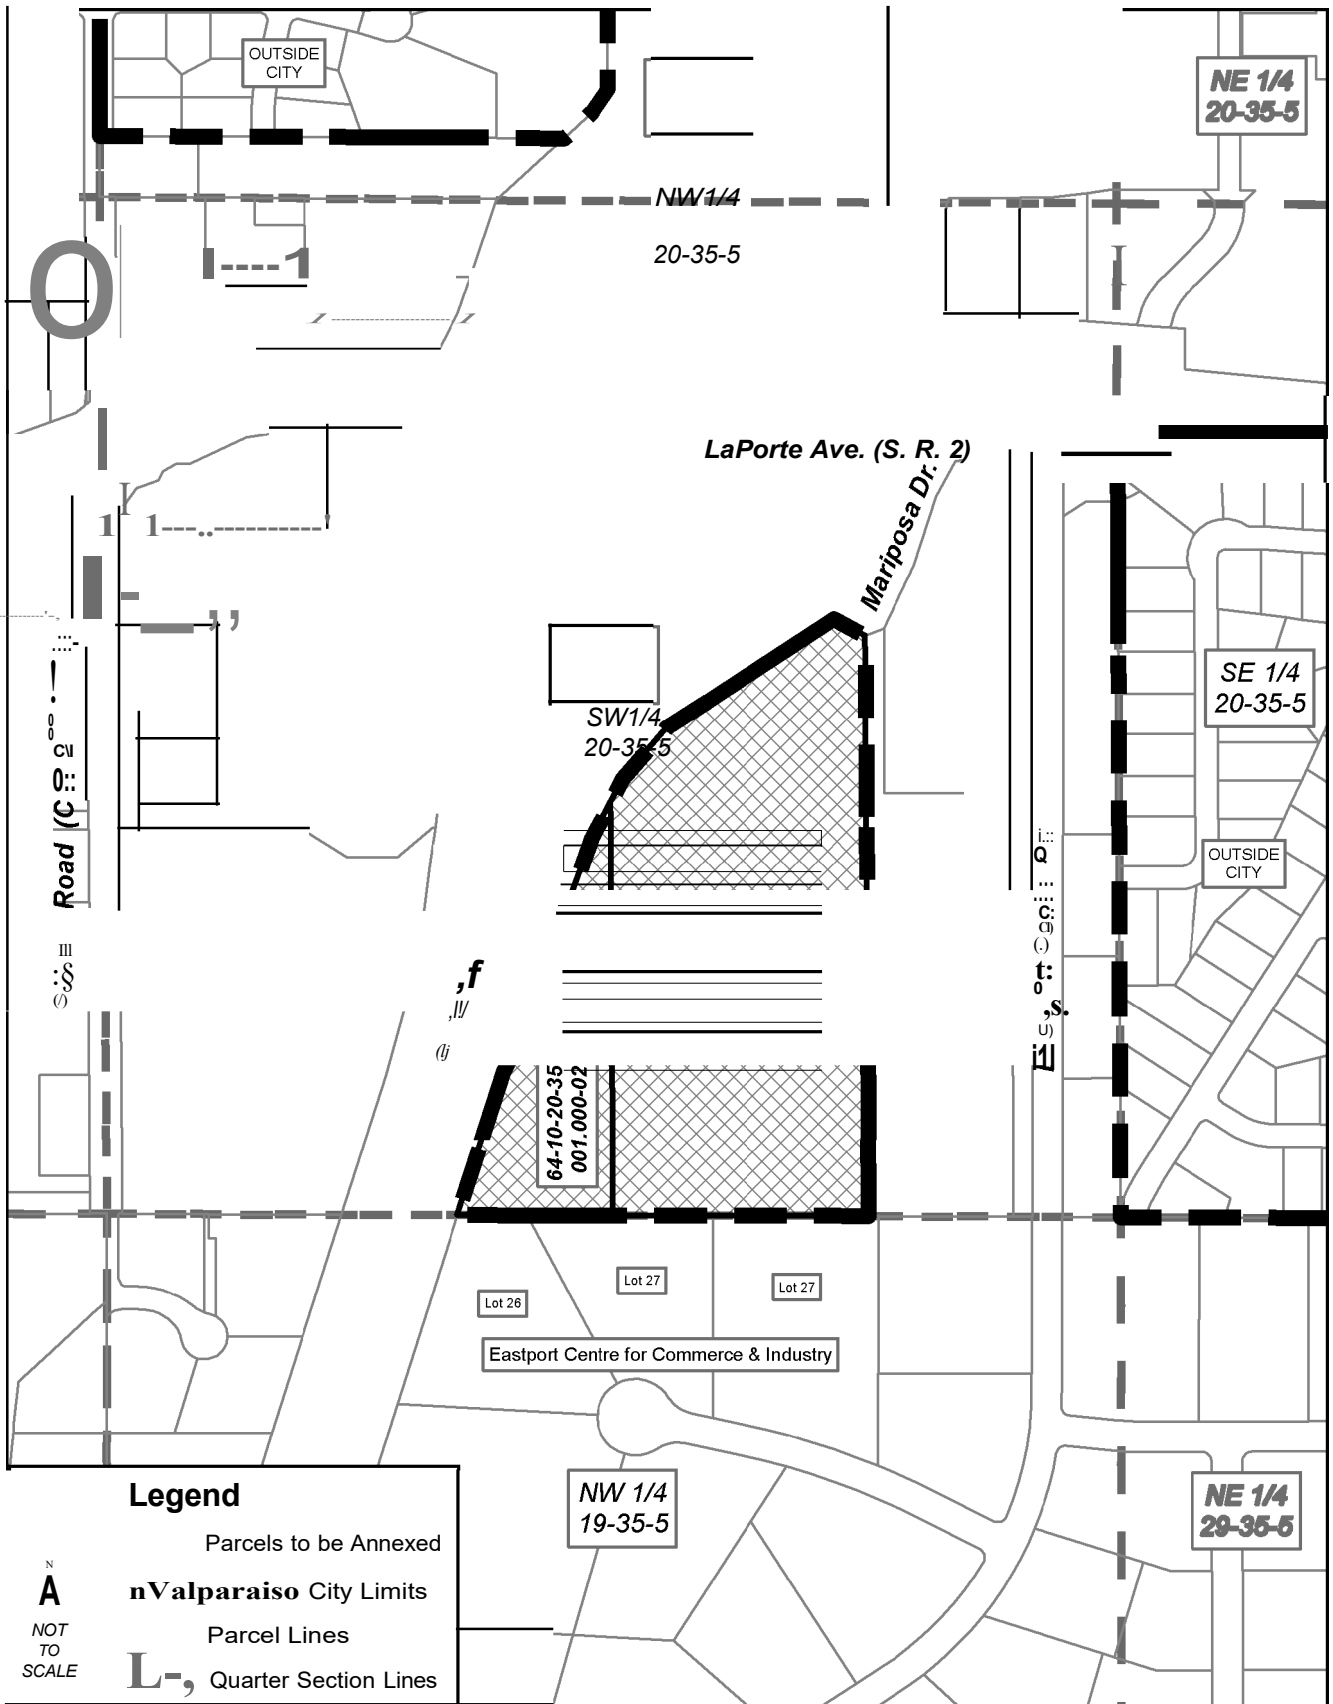 OUTSIDE
CITY
NE 1/4
20-35-5
NW1/4
20-35-5
LaPorte Ave. (S. R. 2)
Mariposa Dr.
SE 1/4
20-35-5
SW1/4
20-35-5
OUTSIDE
CITY
Road (C
64-10-20-35
001.000-02
Lot 26
Lot 27
Lot 27
Eastport Centre for Commerce & Industry
NW 1/4
19-35-5
NE 1/4
29-35-5
Legend
Parcels to be Annexed
nValparaiso City Limits
Parcel Lines
Quarter Section Lines
N
A
NOT
TO
SCALE